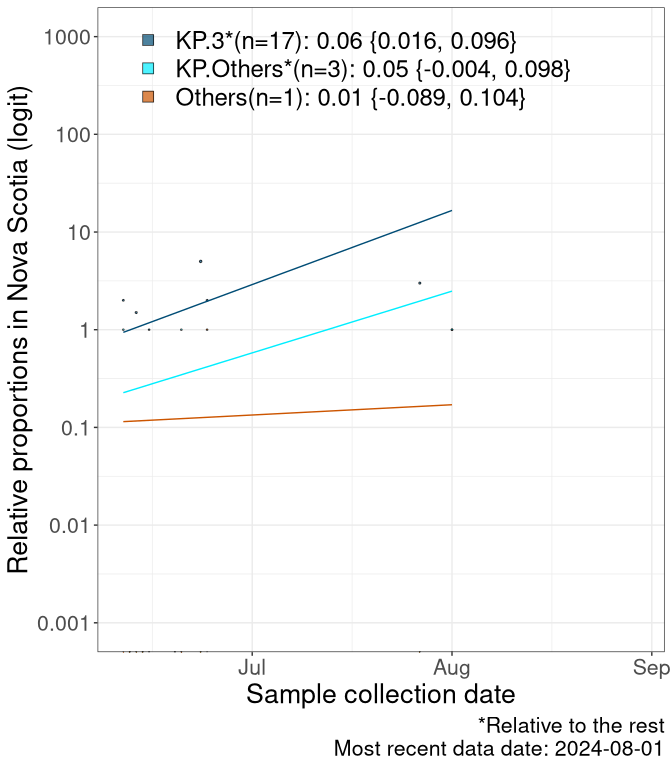 KP.3*(n=17): 0.06 {0.016, 0.096}
KP.Others*(n=3): 0.05 {-0.004, 0.098}
Others(n=1): 0.01 {-0.089, 0.104}
Relative proportions in Nova Scotia (logit)
1000
100
10
1
0.1
0.01
0.001
Jul
Aug
Sep
Sample collection date
*Relative to the rest
Most recent data date: 2024-08-01